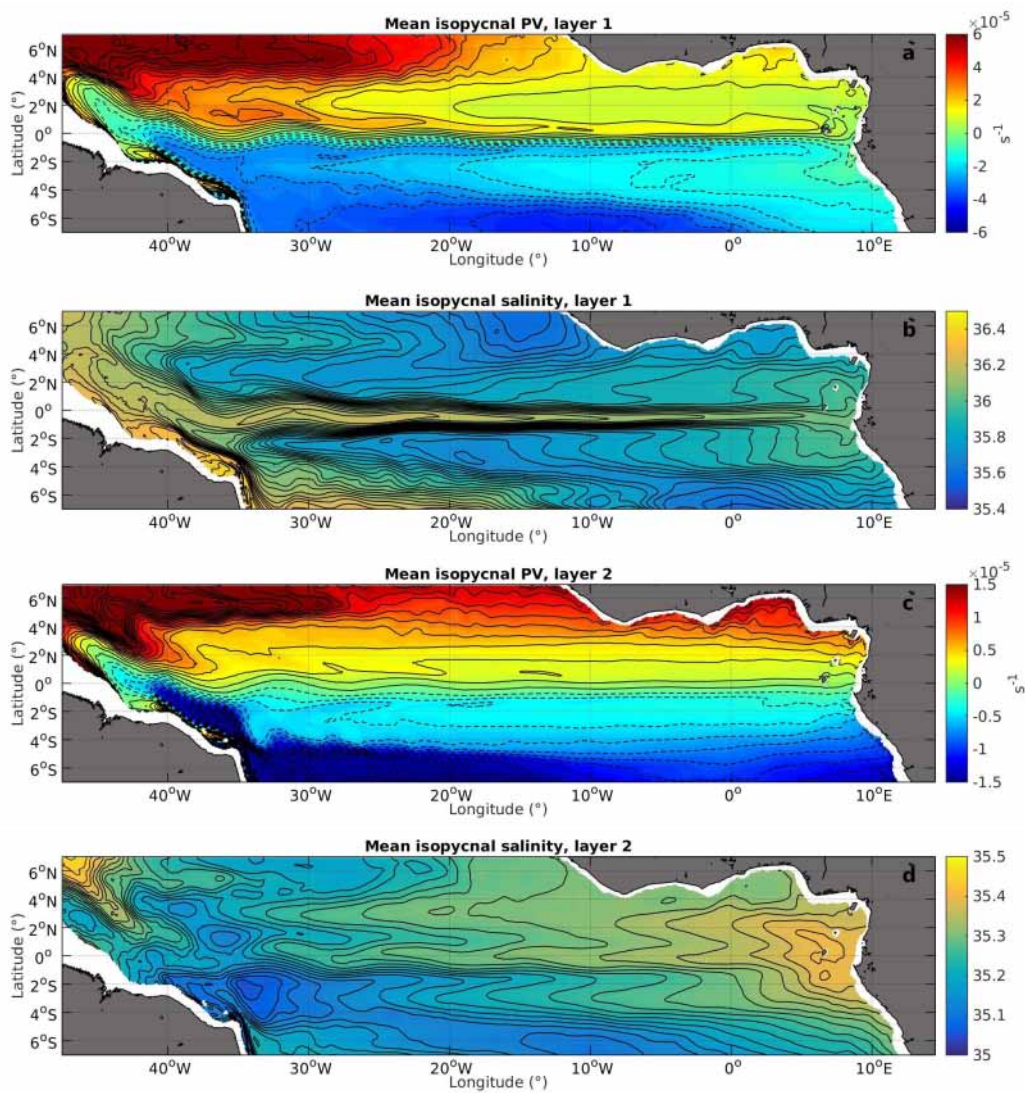 Mean isopycnal PV, layer 1
×10⁻⁵
a
6°N
4°N
2°N
0°
2°S
4°S
6°S
Latitude (°)
40°W 30°W 20°W 10°W 0° 10°E
Longitude (°)
6
4
2
0
-2
-4
-6
s⁻¹
Mean isopycnal salinity, layer 1
b
6°N
4°N
2°N
0°
2°S
4°S
6°S
Latitude (°)
40°W 30°W 20°W 10°W 0° 10°E
Longitude (°)
36.4
36.2
36
35.8
35.6
35.4
Mean isopycnal PV, layer 2
×10⁻⁵
c
6°N
4°N
2°N
0°
2°S
4°S
6°S
Latitude (°)
40°W 30°W 20°W 10°W 0° 10°E
Longitude (°)
1.5
1
0.5
0
-0.5
-1
-1.5
s⁻¹
Mean isopycnal salinity, layer 2
d
6°N
4°N
2°N
0°
2°S
4°S
6°S
Latitude (°)
40°W 30°W 20°W 10°W 0° 10°E
Longitude (°)
35.5
35.4
35.3
35.2
35.1
35